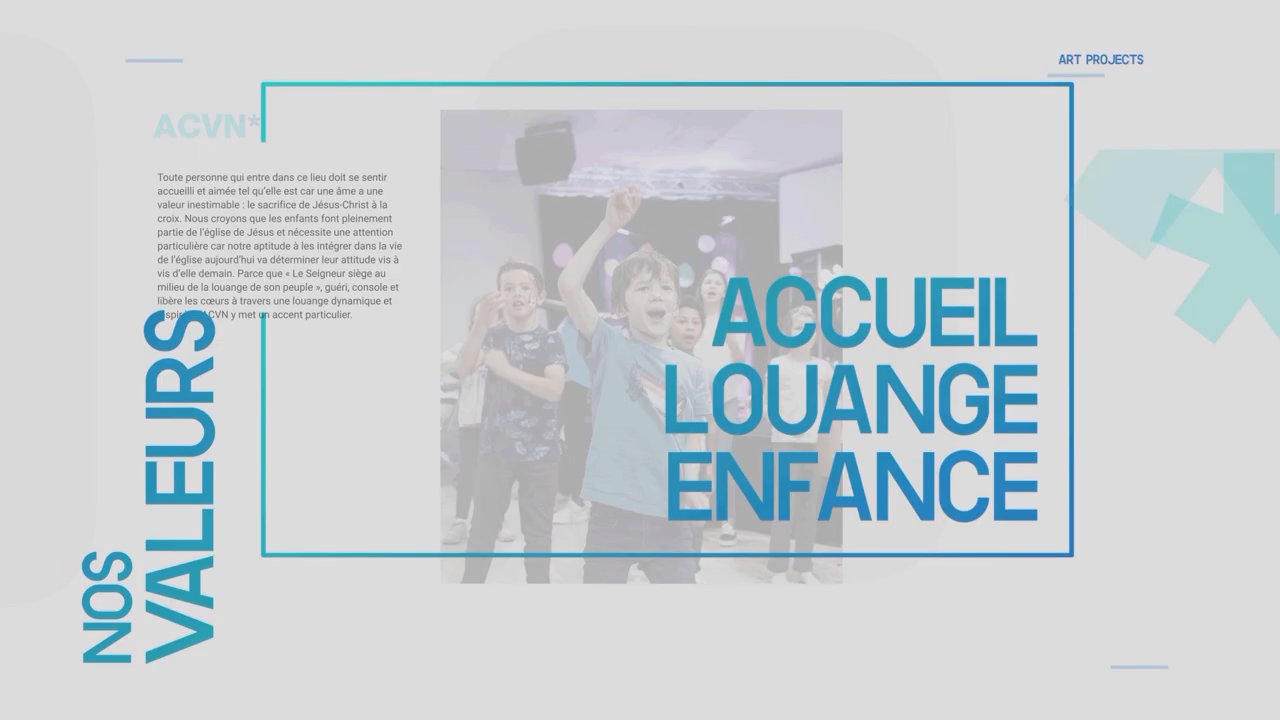 ART PROJECTS
ACVN*
Toute personne qui entre dans ce lieu doit se sentir
accueilli et aimée tel qu'elle est car une âme a une
valeur inestimable : le sacrifice de Jésus-Christ à la
croix. Nous croyons que les enfants font pleinement
partie de l'église de Jésus et nécessite une attention
particulière car notre aptitude à les intégrer dans la vie
de l'église aujourd'hui va déterminer leur attitude vis à
vis d'elle demain. Parce que « Le Seigneur siège au
milieu de la louange de son peuple », guéri, console et
libère les cœurs à travers une louange dynamique et
ACVN y met un accent particulier.
NOS
VALEURS
ACCUEIL
LOUANGE
ENFANCE